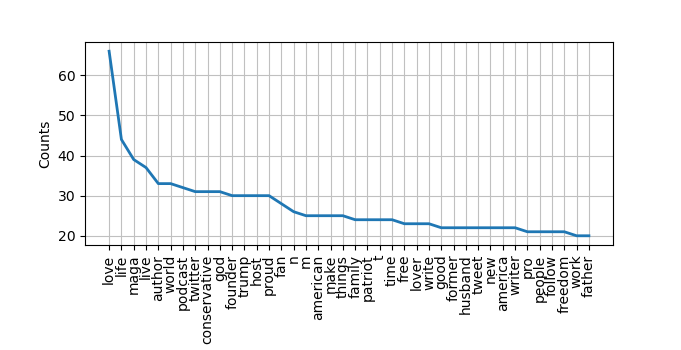 60
50
40
30
20
Counts
love
life
maga
live
author
world
podcast
twitter
conservative
god
founder
trump
host
proud
fan
n
m
american
make
things
family
patriot
t
time
free
lover
write
good
former
husband
tweet
new
america
writer
pro
people
follow
freedom
work
father